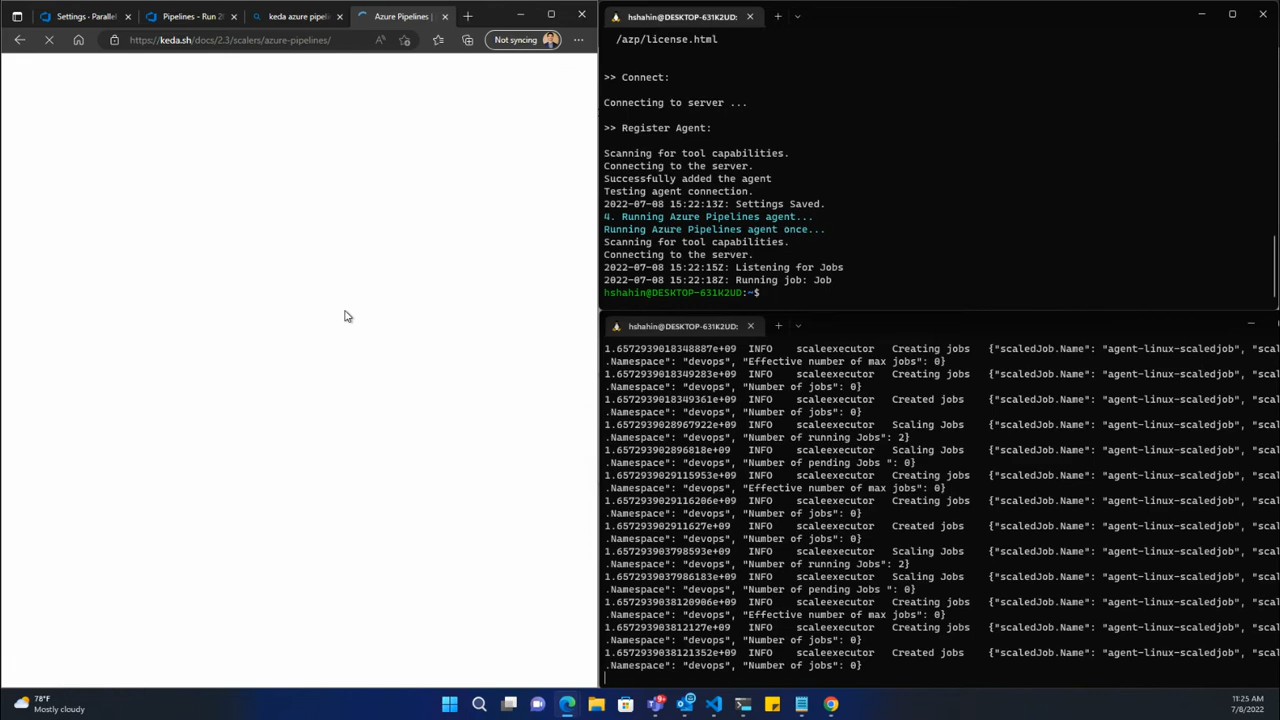 Settings - Parallel
Pipelines - Run 20
keda azure pipeli
Azure Pipelines |
https://keda.sh/docs/2.3/scalers/azure-pipelines/
Not syncing
hshahin@DESKTOP-631K2UD:
/azp/license.html
>> Connect:
Connecting to server ...
>> Register Agent:
Scanning for tool capabilities.
Connecting to the server.
Successfully added the agent
Testing agent connection.
2022-07-08 15:22:13Z: Settings Saved.
4. Running Azure Pipelines agent...
Running Azure Pipelines agent once...
Scanning for tool capabilities.
Connecting to the server.
2022-07-08 15:22:15Z: Listening for Jobs
2022-07-08 15:22:18Z: Running job: Job
hshahin@DESKTOP-631K2UD:~$
hshahin@DESKTOP-631K2UD:
1.6572939018348887e+09 INFO scaleexecutor Creating jobs {"scaledJob.Name": "agent-linux-scaledjob", "sca
.Namespace": "devops", "Effective number of max jobs": 0}
1.6572939018349283e+09 INFO scaleexecutor Creating jobs {"scaledJob.Name": "agent-linux-scaledjob", "sca
.Namespace": "devops", "Number of jobs": 0}
1.6572939018349361e+09 INFO scaleexecutor Created jobs {"scaledJob.Name": "agent-linux-scaledjob", "sca
.Namespace": "devops", "Number of jobs": 0}
1.6572939028967922e+09 INFO scaleexecutor Scaling Jobs {"scaledJob.Name": "agent-linux-scaledjob", "sca
.Namespace": "devops", "Number of running Jobs": 2}
1.657293902896818e+09 INFO scaleexecutor Scaling Jobs {"scaledJob.Name": "agent-linux-scaledjob", "sca
.Namespace": "devops", "Number of pending Jobs ": 0}
1.6572939029115953e+09 INFO scaleexecutor Creating jobs {"scaledJob.Name": "agent-linux-scaledjob", "sca
.Namespace": "devops", "Effective number of max jobs": 0}
1.6572939029116206e+09 INFO scaleexecutor Creating jobs {"scaledJob.Name": "agent-linux-scaledjob", "sca
.Namespace": "devops", "Number of jobs": 0}
1.657293902911627e+09 INFO scaleexecutor Created jobs {"scaledJob.Name": "agent-linux-scaledjob", "sca
.Namespace": "devops", "Number of jobs": 0}
1.657293903798593e+09 INFO scaleexecutor Scaling Jobs {"scaledJob.Name": "agent-linux-scaledjob", "sca
.Namespace": "devops", "Number of running Jobs": 2}
1.6572939037986183e+09 INFO scaleexecutor Scaling Jobs {"scaledJob.Name": "agent-linux-scaledjob", "sca
.Namespace": "devops", "Number of pending Jobs ": 0}
1.6572939038120906e+09 INFO scaleexecutor Creating jobs {"scaledJob.Name": "agent-linux-scaledjob", "sca
.Namespace": "devops", "Effective number of max jobs": 0}
1.657293903812127e+09 INFO scaleexecutor Creating jobs {"scaledJob.Name": "agent-linux-scaledjob", "sca
.Namespace": "devops", "Number of jobs": 0}
1.6572939038121352e+09 INFO scaleexecutor Created jobs {"scaledJob.Name": "agent-linux-scaledjob", "sca
.Namespace": "devops", "Number of jobs": 0}
78°F
Mostly cloudy
11:25 AM
7/8/2022